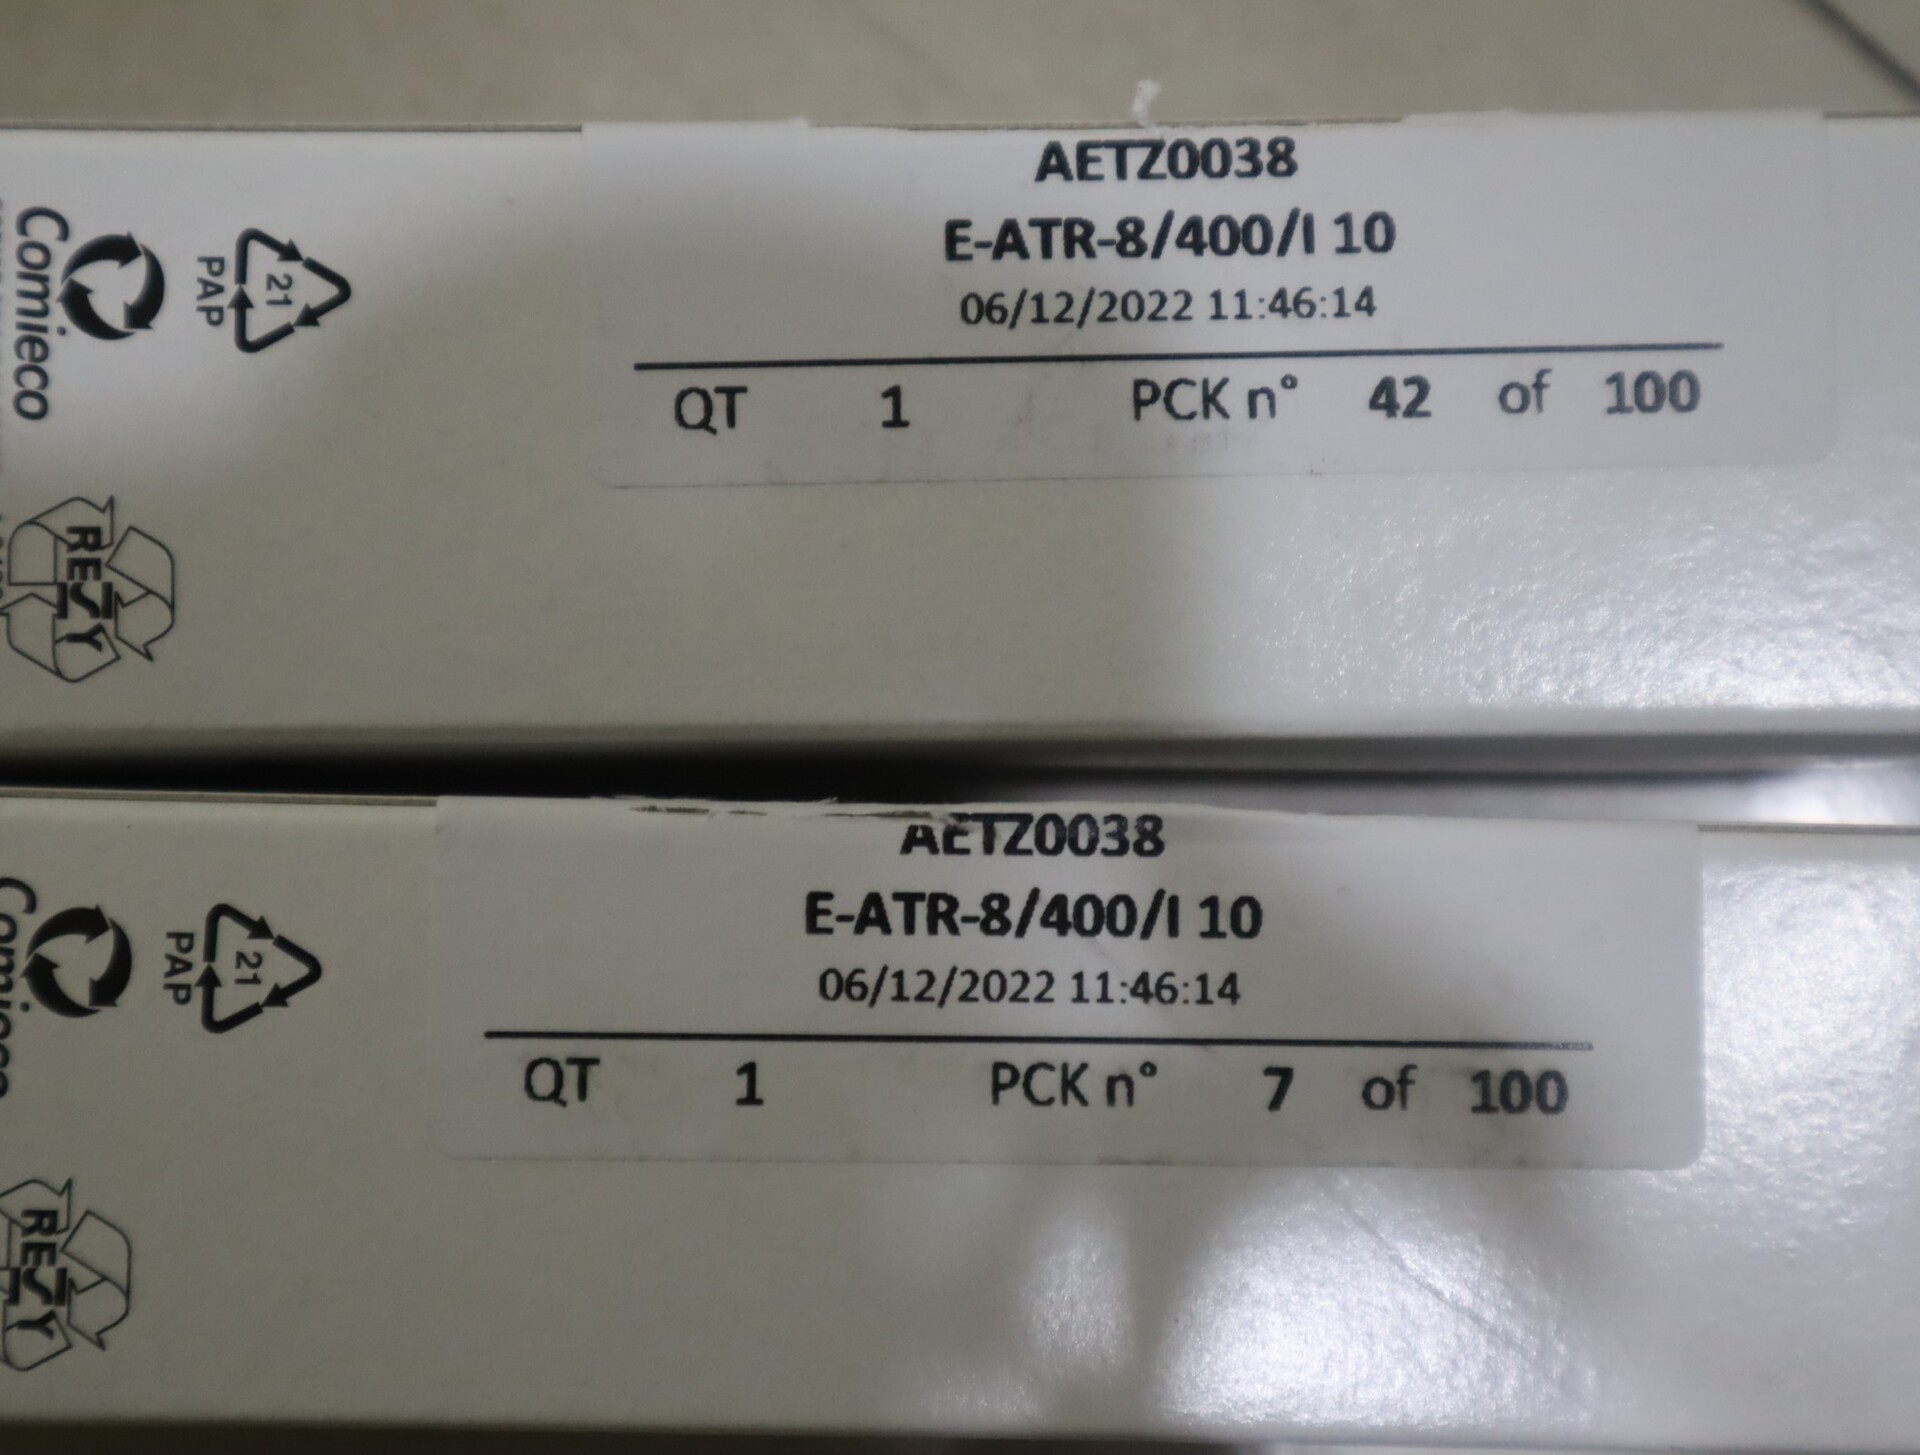 AETZ0038
E-ATR-8/400/I 10
06/12/2022 11:46:14
QT 1 PCK n° 42 of 100
Comieco
21
PAP
RESY
AETZ0038
E-ATR-8/400/I 10
06/12/2022 11:46:14
QT 1 PCK n° 7 of 100
Comieco
21
PAP
RESY